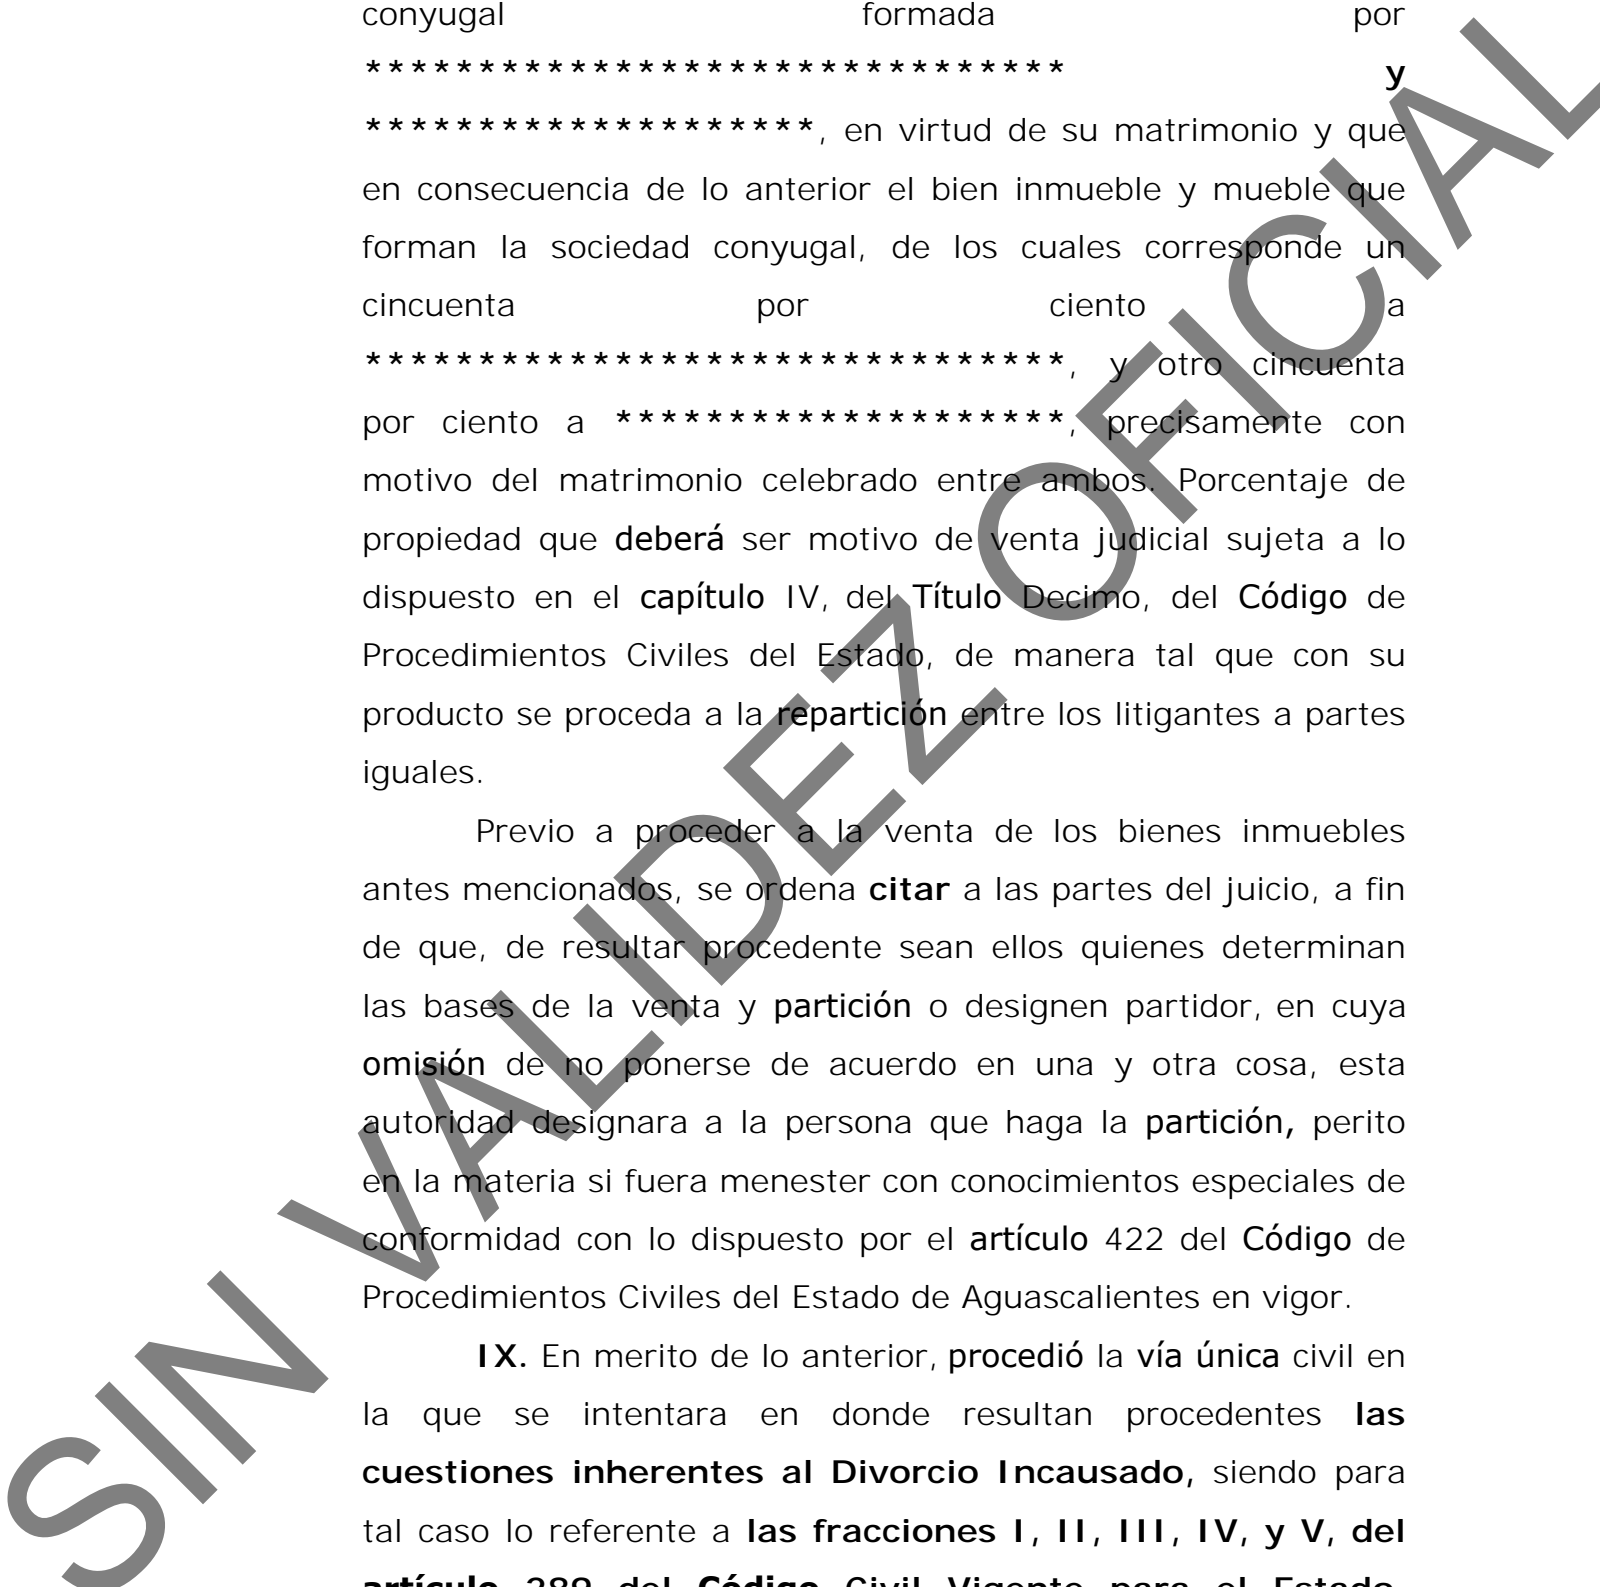 conyugal formada por
******************************* y
********************, en virtud de su matrimonio y que
en consecuencia de lo anterior el bien inmueble y mueble que
forman la sociedad conyugal, de los cuales corresponde un
cincuenta por ciento a
*******************************, y otro cincuenta
por ciento a ********************, precisamente con
motivo del matrimonio celebrado entre ambos. Porcentaje de
propiedad que deberá ser motivo de venta judicial sujeta a lo
dispuesto en el capítulo IV, del Título Decimo, del Código de
Procedimientos Civiles del Estado, de manera tal que con su
producto se proceda a la repartición entre los litigantes a partes
iguales.
Previo a proceder a la venta de los bienes inmuebles
antes mencionados, se ordena citar a las partes del juicio, a fin
de que, de resultar procedente sean ellos quienes determinan
las bases de la venta y partición o designen partidor, en cuya
omisión de no ponerse de acuerdo en una y otra cosa, esta
autoridad designara a la persona que haga la partición, perito
en la materia si fuera menester con conocimientos especiales de
conformidad con lo dispuesto por el artículo 422 del Código de
Procedimientos Civiles del Estado de Aguascalientes en vigor.
IX. En merito de lo anterior, procedió la vía única civil en
la que se intentara en donde resultan procedentes las
cuestiones inherentes al Divorcio Incausado, siendo para
tal caso lo referente a las fracciones I, II, III, IV, y V, del
artículo 289 del Código Civil Vigente para el Estado,
SIN VALIDEZ OFICIAL